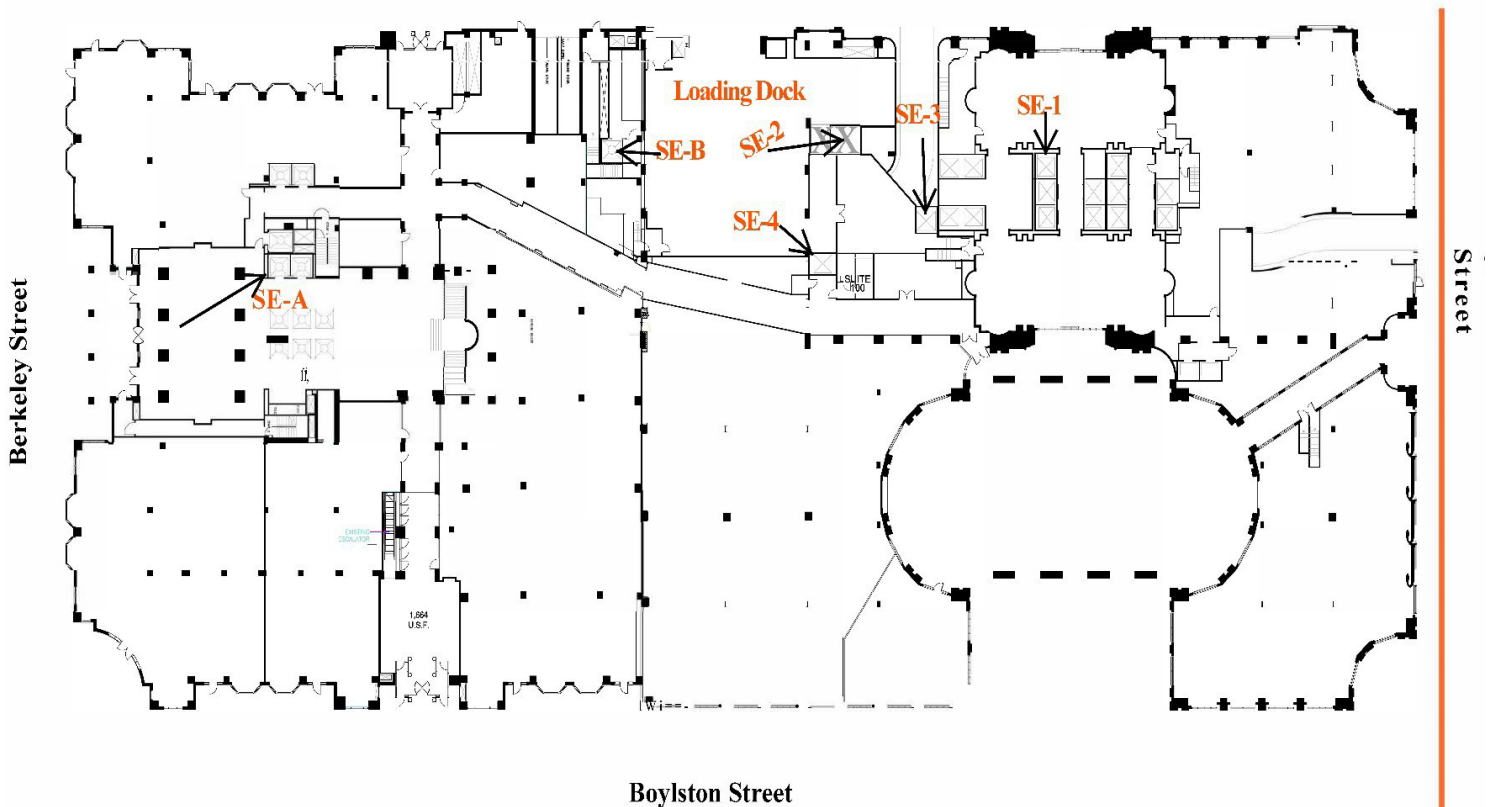 Loading Dock
SE-3
SE-1
SE-B
SE-2
SE-4
SUITE
100
SE-A
Street
Berkeley Street
EXISTING
ESCALATOR
1,664
U.S.F.
Boylston Street